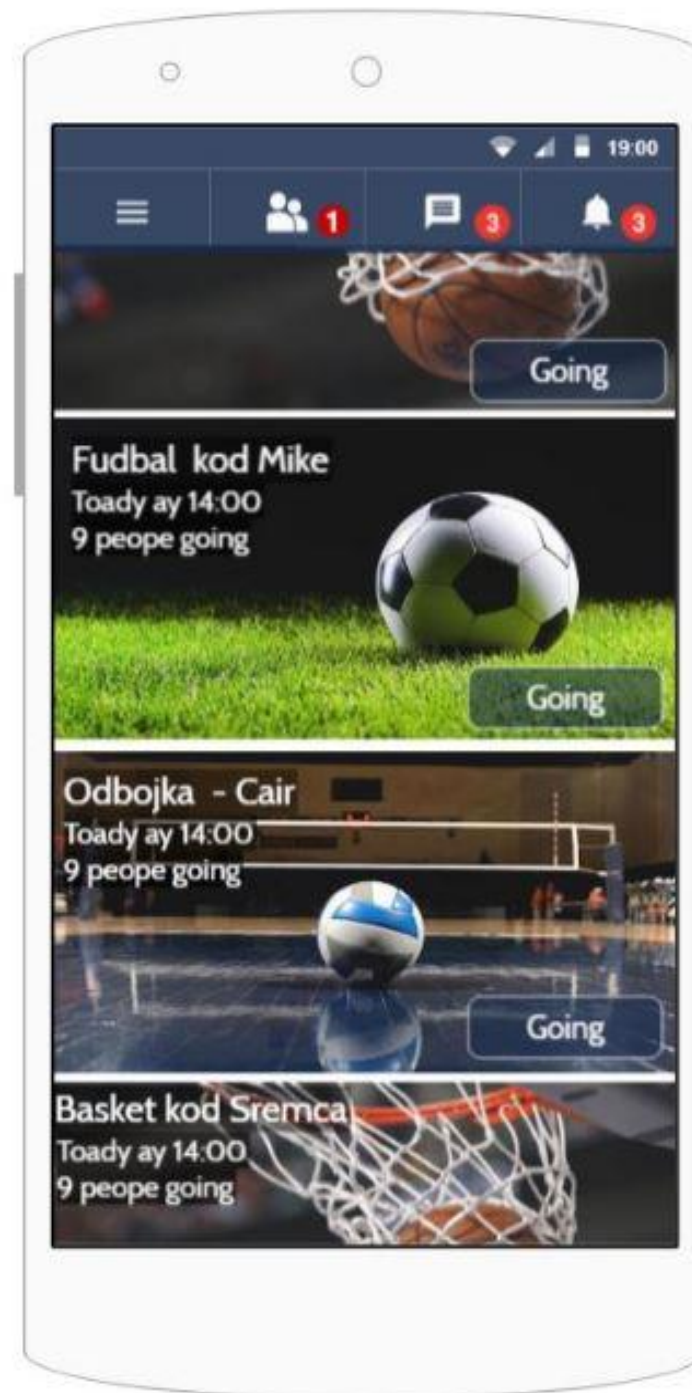 19:00
1
3
3
Going
Fudbal kod Mike
Toady ay 14:00
9 peope going
Going
Odbojka - Cair
Toady ay 14:00
9 peope going
Going
Basket kod Sremca
Toady ay 14:00
9 peope going